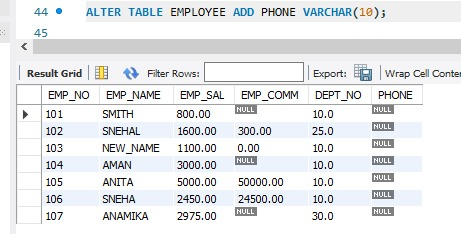 44 ALTER TABLE EMPLOYEE ADD PHONE VARCHAR(10);
45
Result Grid Filter Rows: Export: Wrap Cell Conter
EMP_NO EMP_NAME EMP_SAL EMP_COMM DEPT_NO PHONE
101 SMITH 800.00 NULL 10.0 NULL
102 SNEHAL 1600.00 300.00 25.0 NULL
103 NEW_NAME 1100.00 0.00 10.0 NULL
104 AMAN 3000.00 NULL 10.0 NULL
105 ANITA 5000.00 50000.00 10.0 NULL
106 SNEHA 2450.00 24500.00 10.0 NULL
107 ANAMIKA 2975.00 NULL 30.0 NULL